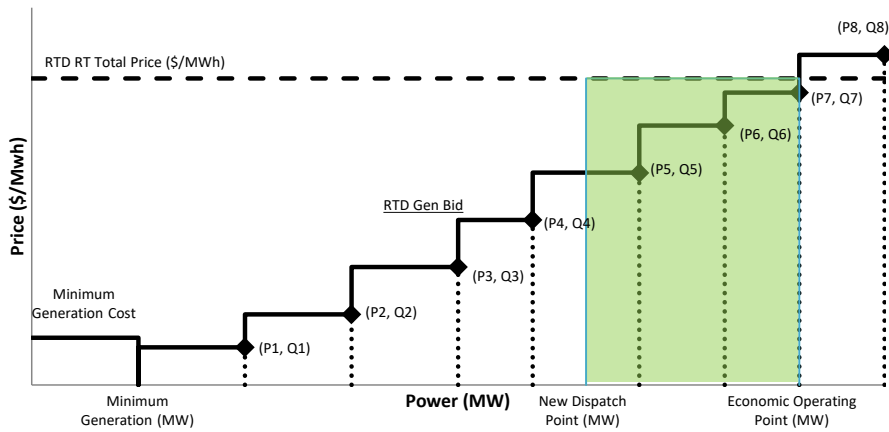 (P8, Q8)
RTD RT Total Price ($/MWh)
(P7, Q7)
(P6, Q6)
(P5, Q5)
RTD Gen Bid
(P4, Q4)
(P3, Q3)
Minimum
Generation Cost
(P2, Q2)
(P1, Q1)
Price ($/Mwh)
Minimum
Generation (MW)
Power (MW)
New Dispatch
Point (MW)
Economic Operating
Point (MW)